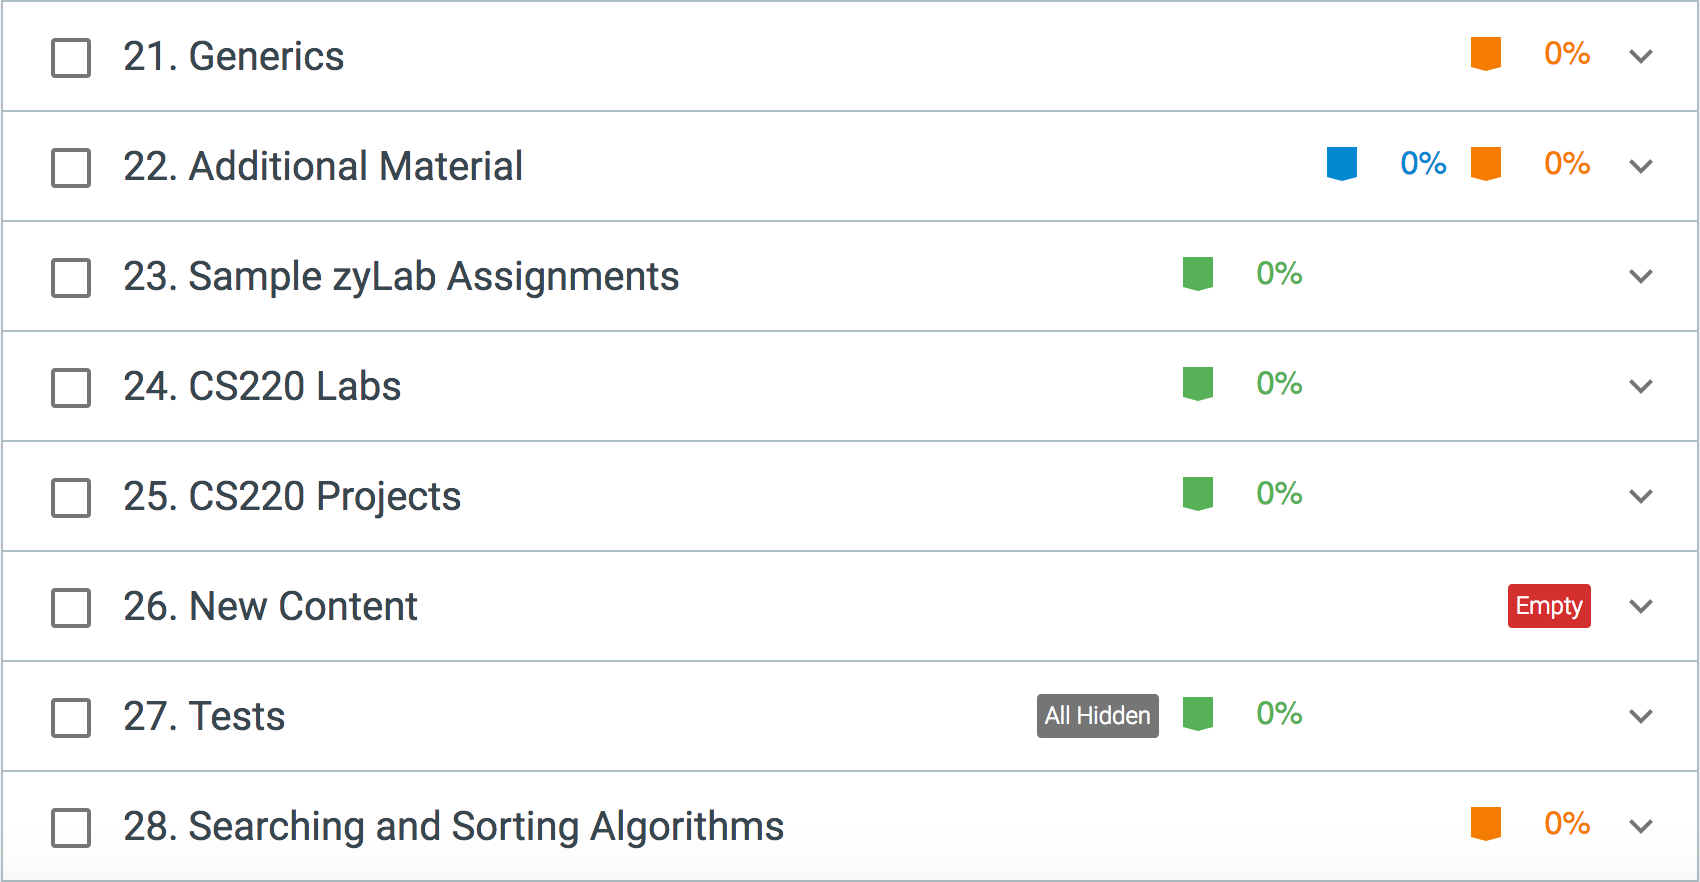 21. Generics 0%
22. Additional Material 0% 0%
23. Sample zyLab Assignments 0%
24. CS220 Labs 0%
25. CS220 Projects 0%
26. New Content Empty
27. Tests All Hidden 0%
28. Searching and Sorting Algorithms 0%